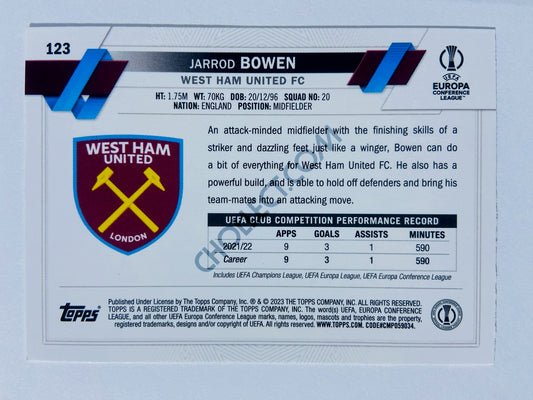 123
JARROD BOWEN
WEST HAM UNITED FC
HT: 1.75M WT: 70KG DOB: 20/12/96 SQUAD NO: 20
NATION: ENGLAND POSITION: MIDFIELDER
UEFA
EUROPA
CONFERENCE
LEAGUE™
WEST HAM
UNITED
LONDON
An attack-minded midfielder with the finishing skills of a
striker and dazzling feet just like a winger, Bowen can do
a bit of everything for West Ham United FC. He also has a
powerful build, and is able to hold off defenders and bring his
team-mates into an attacking move.
UEFA CLUB COMPETITION PERFORMANCE RECORD
APPS GOALS ASSISTS MINUTES
2021/22 9 3 1 590
Career 9 3 1 590
Includes UEFA Champions League, UEFA Europa League, UEFA Europa Conference League
CHOLLECT.COM
Topps
Published Under License by The Topps Company, Inc. ® & © 2023 THE TOPPS COMPANY, INC. ALL RIGHTS RESERVED.
TOPPS IS A REGISTERED TRADEMARK OF THE TOPPS COMPANY, INC. The word(s) UEFA, EUROPA CONFERENCE
LEAGUE, and all other UEFA Europa Conference League marks, names, logos, mascots and trophies are the property,
registered trademarks, designs and/or copyright of UEFA. All rights reserved. WWW.TOPPS.COM. CODE#CMP059034.